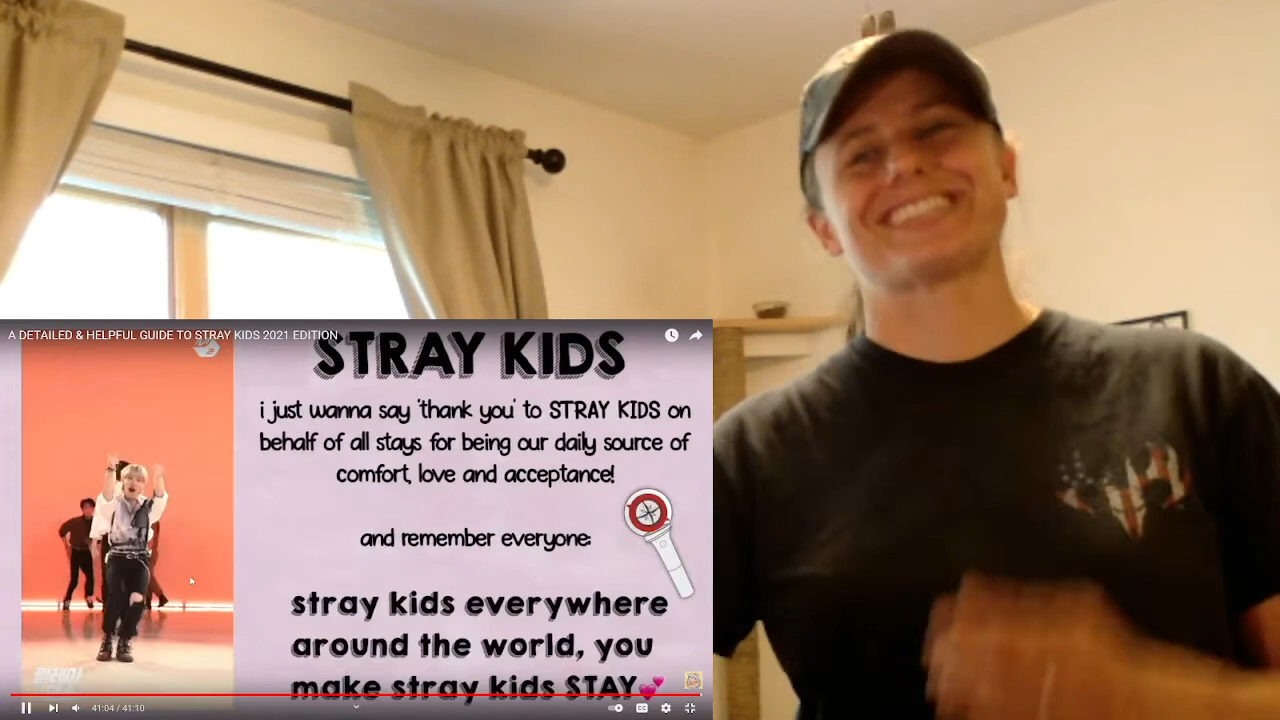 A DETAILED & HELPFUL GUIDE TO STRAY KIDS 2021 EDITION
STRAY KIDS
i just wanna say 'thank you' to STRAY KIDS on
behalf of all stays for being our daily source of
comfort, love and acceptance!
and remember everyone:
stray kids everywhere
around the world, you
make stray kids STAY💕
41:04 / 41:10